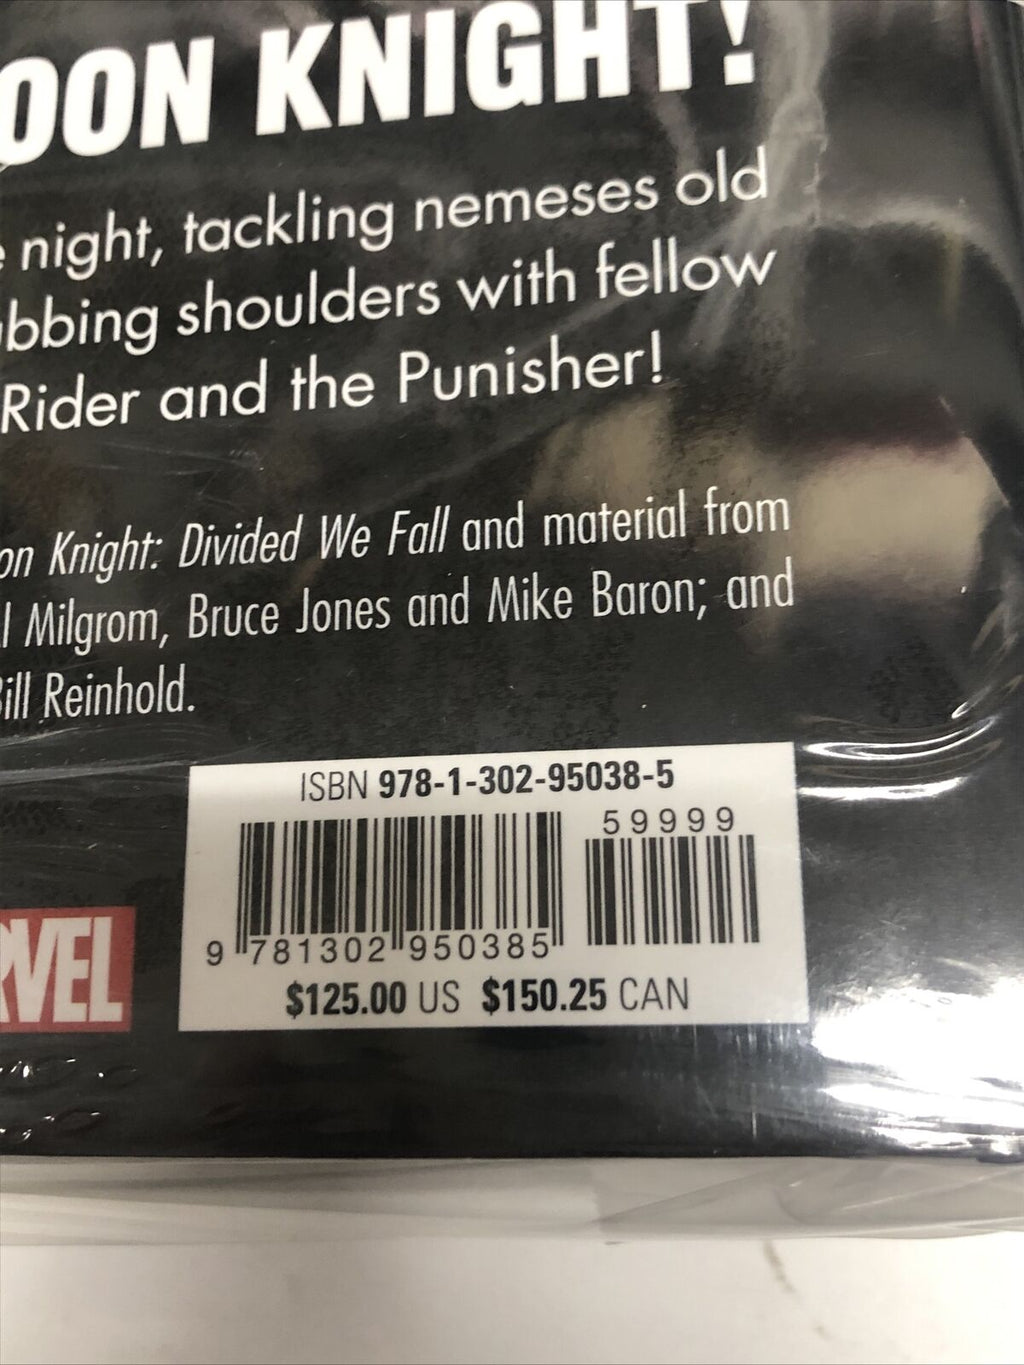 OON KNIGHT!
night, tackling nemeses old
bbing shoulders with fellow
Rider and the Punisher!
on Knight: Divided We Fall and material from
l Milgrom, Bruce Jones and Mike Baron; and
ill Reinhold.
ISBN 978-1-302-95038-5
59999
9 781302 950385
$125.00 US $150.25 CAN
RVEL